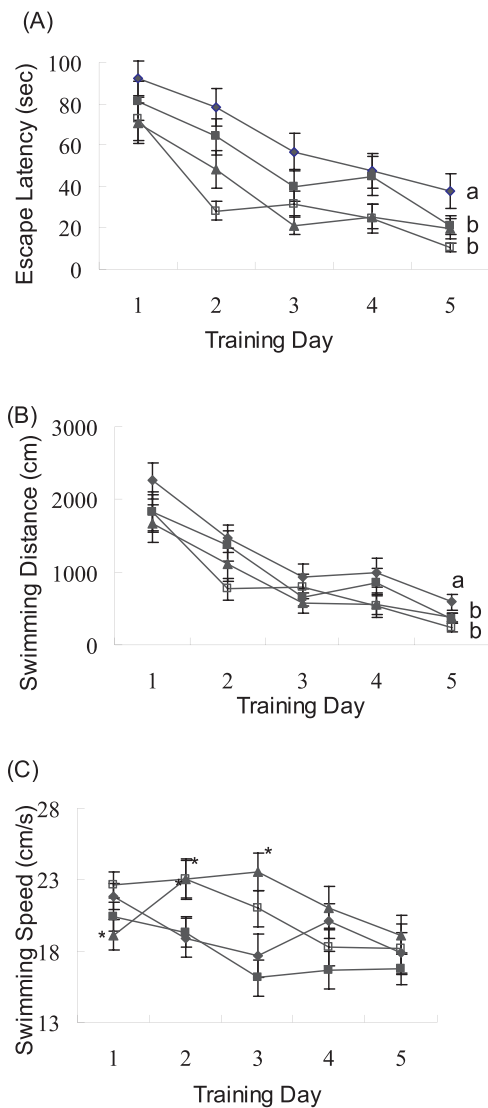 (A)
Escape Latency (sec)
100
80
60
40
20
0
a
b
b
1 2 3 4 5
Training Day
(B)
Swimming Distance (cm)
3000
2000
1000
0
a
b
b
1 2 3 4 5
Training Day
(C)
Swimming Speed (cm/s)
28
23
18
13
*
*
*
*
1 2 3 4 5
Training Day